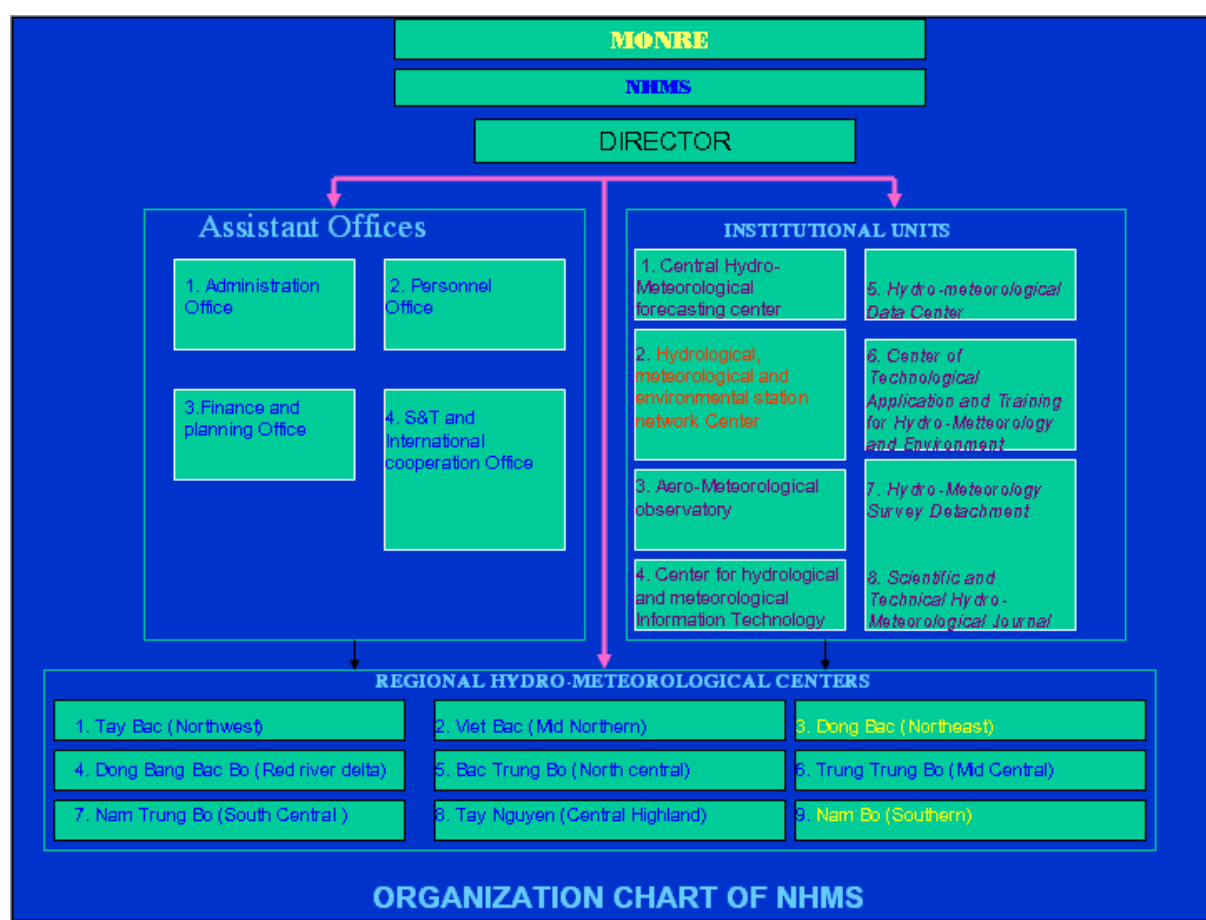 MONRE
NHMS
DIRECTOR
Assistant Offices
1. Administration
Office
2. Personnel
Office
3.Finance and
planning Office
4. S&T and
International
cooperation Office
INSTITUTIONAL UNITS
1. Central Hydro-
Meteorological
forecasting center
2. Hydrological,
meteorological and
environmental station
network Center
3. Aero-Meteorological
observatory
4. Center for hydrological
and meteorological
Information Technology
5. Hydro-meteorological
Data Center
6. Center of
Technological
Application and Training
for Hydro-Metteorology
and Environment
7. Hydro-Meteorology
Survey Detachment
8. Scientific and
Technical Hydro-
Meteorological Journal
REGIONAL HYDRO-METEOROLOGICAL CENTERS
1. Tay Bac (Northwest)
2. Viet Bac (Mid Northern)
3. Dong Bac (Northeast)
4. Dong Bang Bac Bo (Red river delta)
5. Bac Trung Bo (North central)
6. Trung Trung Bo (Mid Central)
7. Nam Trung Bo (South Central )
8. Tay Nguyen (Central Highland)
9. Nam Bo (Southern)
ORGANIZATION CHART OF NHMS